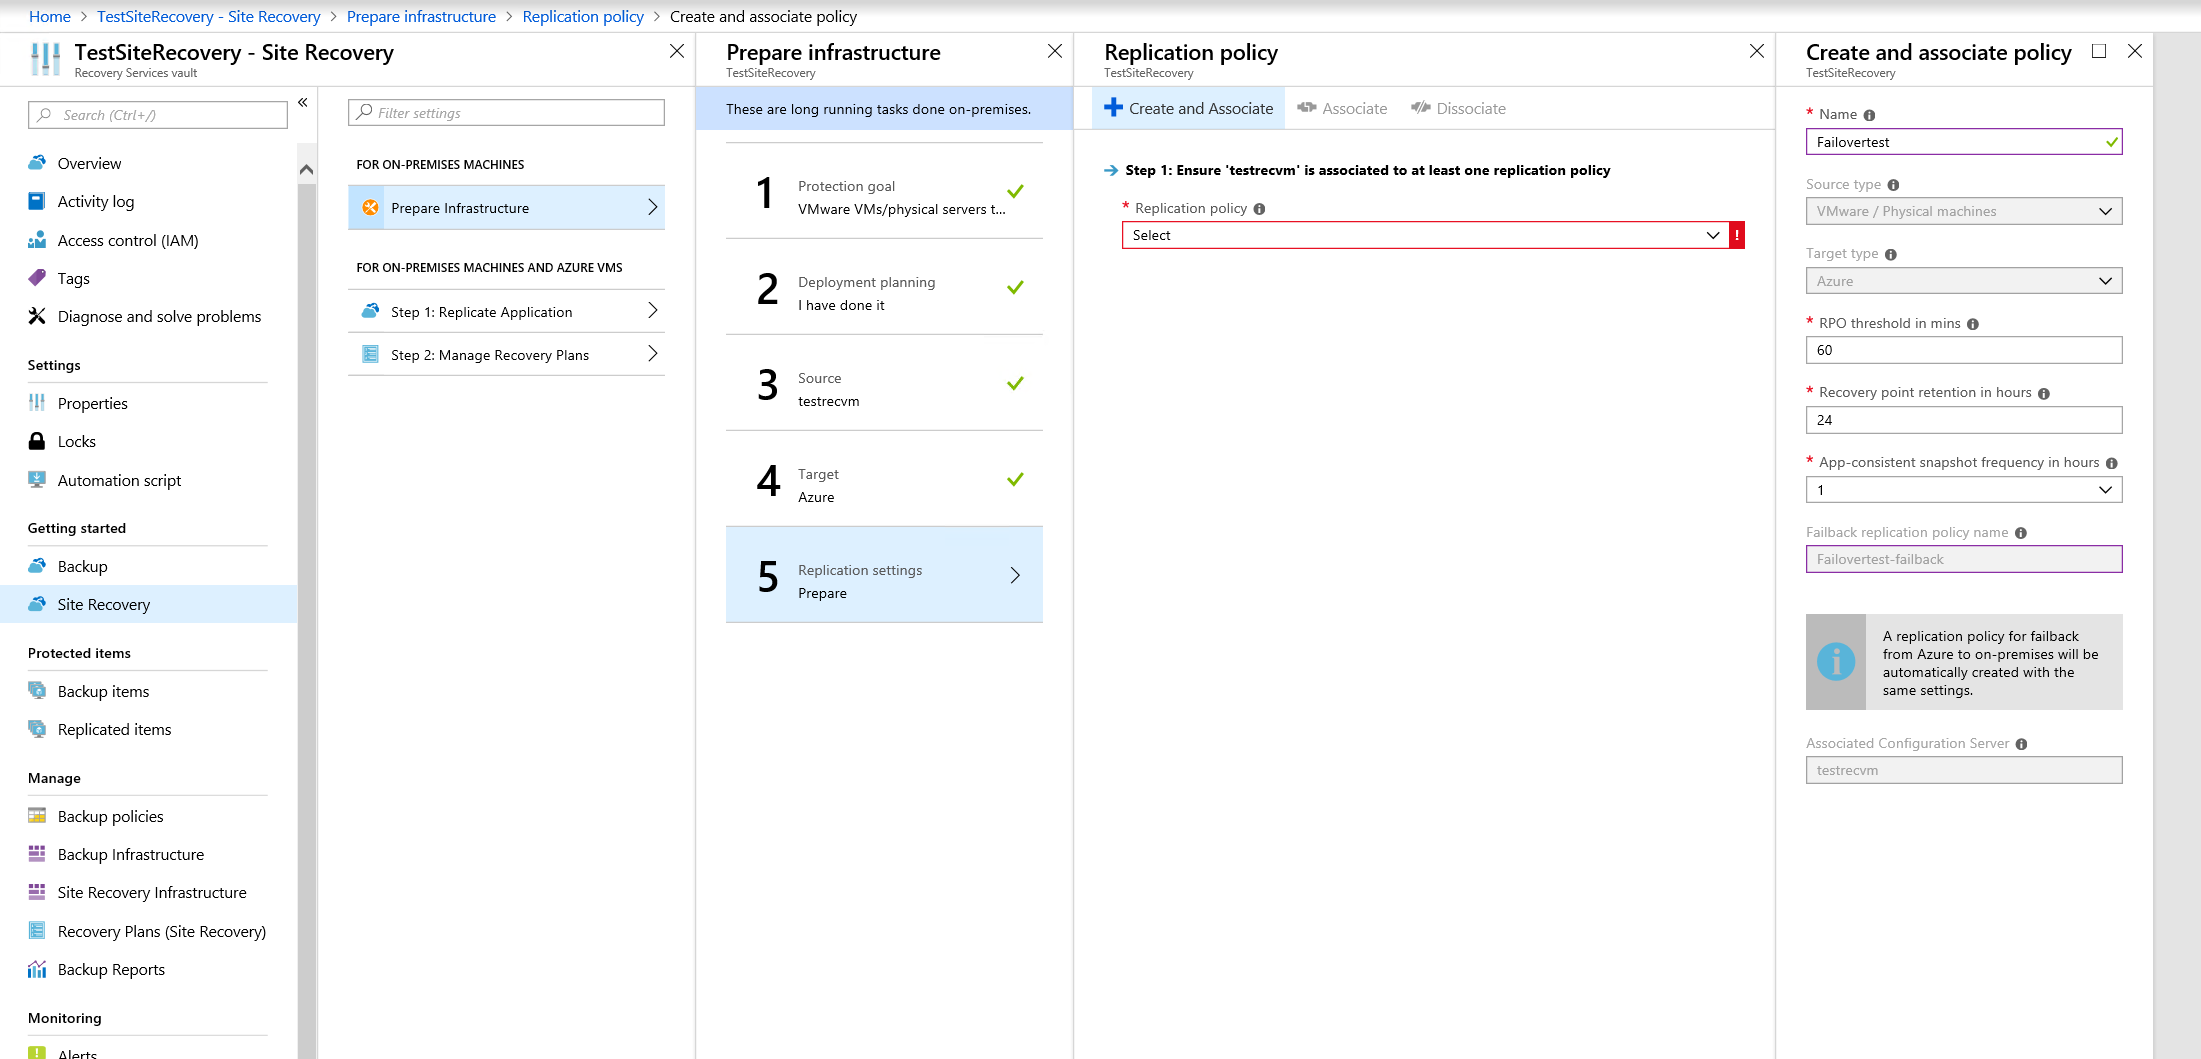 Home > TestSiteRecovery - Site Recovery > Prepare infrastructure > Replication policy > Create and associate policy
TestSiteRecovery - Site Recovery
Recovery Services vault
Search (Ctrl+/)
«
Overview
Activity log
Access control (IAM)
Tags
Diagnose and solve problems
Settings
Properties
Locks
Automation script
Getting started
Backup
Site Recovery
Protected items
Backup items
Replicated items
Manage
Backup policies
Backup Infrastructure
Site Recovery Infrastructure
Recovery Plans (Site Recovery)
Backup Reports
Monitoring
Alerts
Filter settings
FOR ON-PREMISES MACHINES
Prepare Infrastructure
FOR ON-PREMISES MACHINES AND AZURE VMS
Step 1: Replicate Application
Step 2: Manage Recovery Plans
Prepare infrastructure
TestSiteRecovery
These are long running tasks done on-premises.
1 Protection goal
VMware VMs/physical servers t...
2 Deployment planning
I have done it
3 Source
testrecvm
4 Target
Azure
5 Replication settings
Prepare
Replication policy
TestSiteRecovery
Create and Associate Associate Dissociate
Step 1: Ensure 'testrecvm' is associated to at least one replication policy
* Replication policy
Select !
Create and associate policy
TestSiteRecovery
* Name
Failovertest
Source type
VMware / Physical machines
Target type
Azure
* RPO threshold in mins
60
* Recovery point retention in hours
24
* App-consistent snapshot frequency in hours
1
Failback replication policy name
Failovertest-failback
A replication policy for failback
from Azure to on-premises will be
automatically created with the
same settings.
Associated Configuration Server
testrecvm